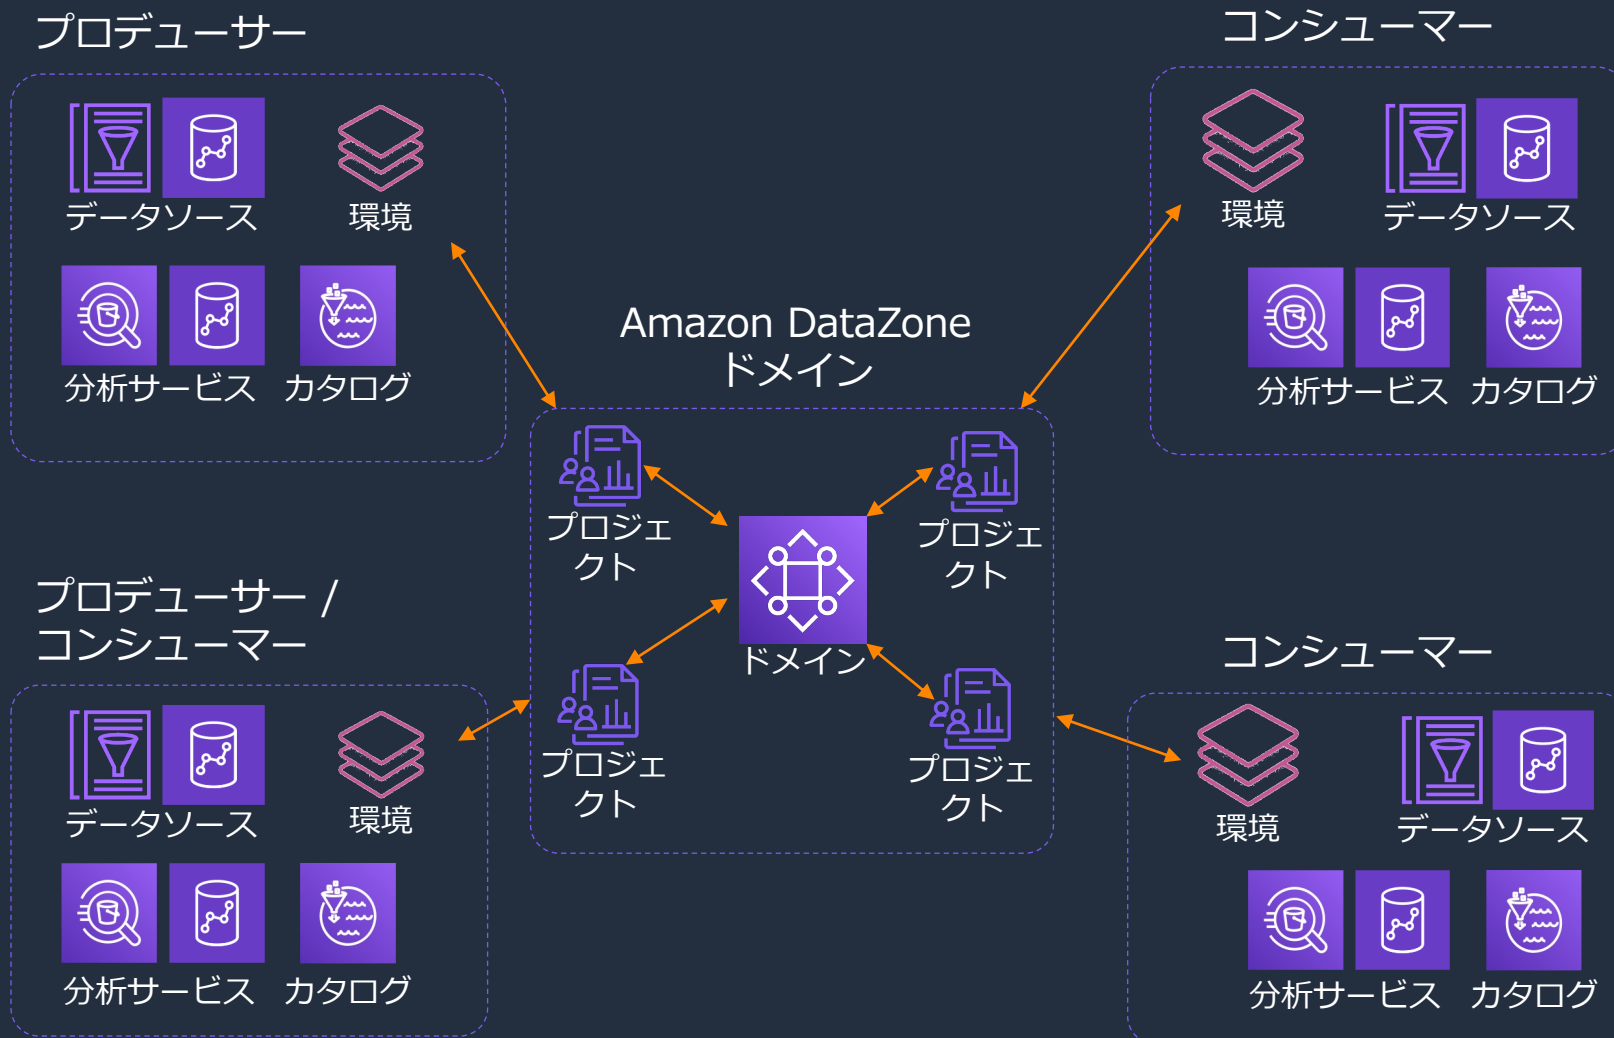 プロデューサー
データソース
環境
分析サービス
カタログ
コンシューマー
環境
データソース
分析サービス
カタログ
Amazon DataZone
ドメイン
プロジェ
クト
プロジェ
クト
ドメイン
プロジェ
クト
プロジェ
クト
プロデューサー /
コンシューマー
データソース
環境
分析サービス
カタログ
コンシューマー
環境
データソース
分析サービス
カタログ